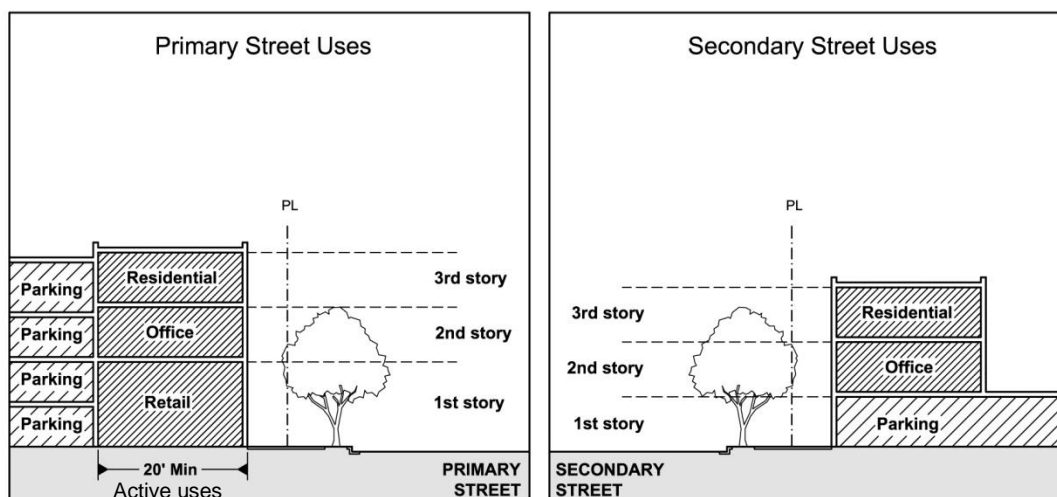 Primary Street Uses
PL
Residential
Parking
3rd story
Parking
Office
2nd story
Parking
Retail
1st story
Parking
20' Min
Active uses
PRIMARY
STREET
Secondary Street Uses
PL
3rd story
Residential
2nd story
Office
1st story
Parking
SECONDARY
STREET